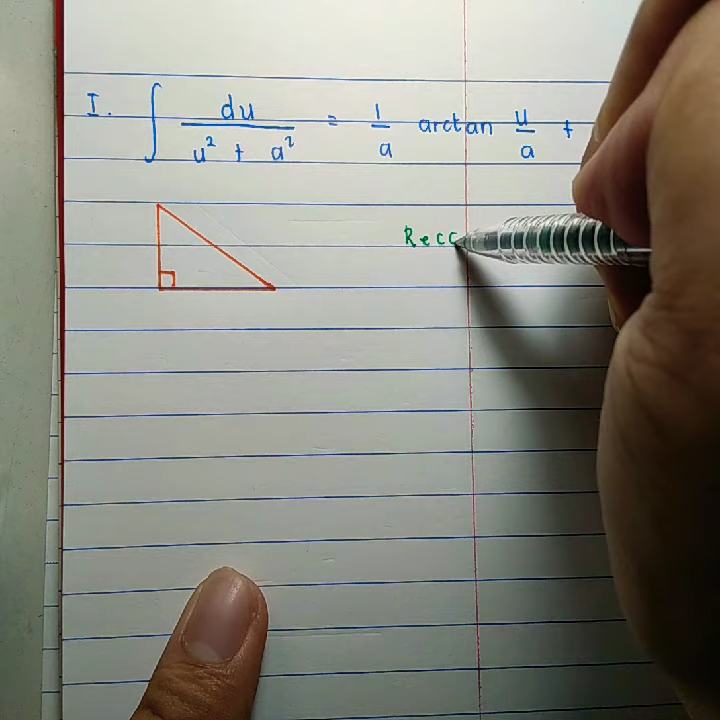 I. ∫ du / (u² + a²) = 1/a arctan u/a +
Recc